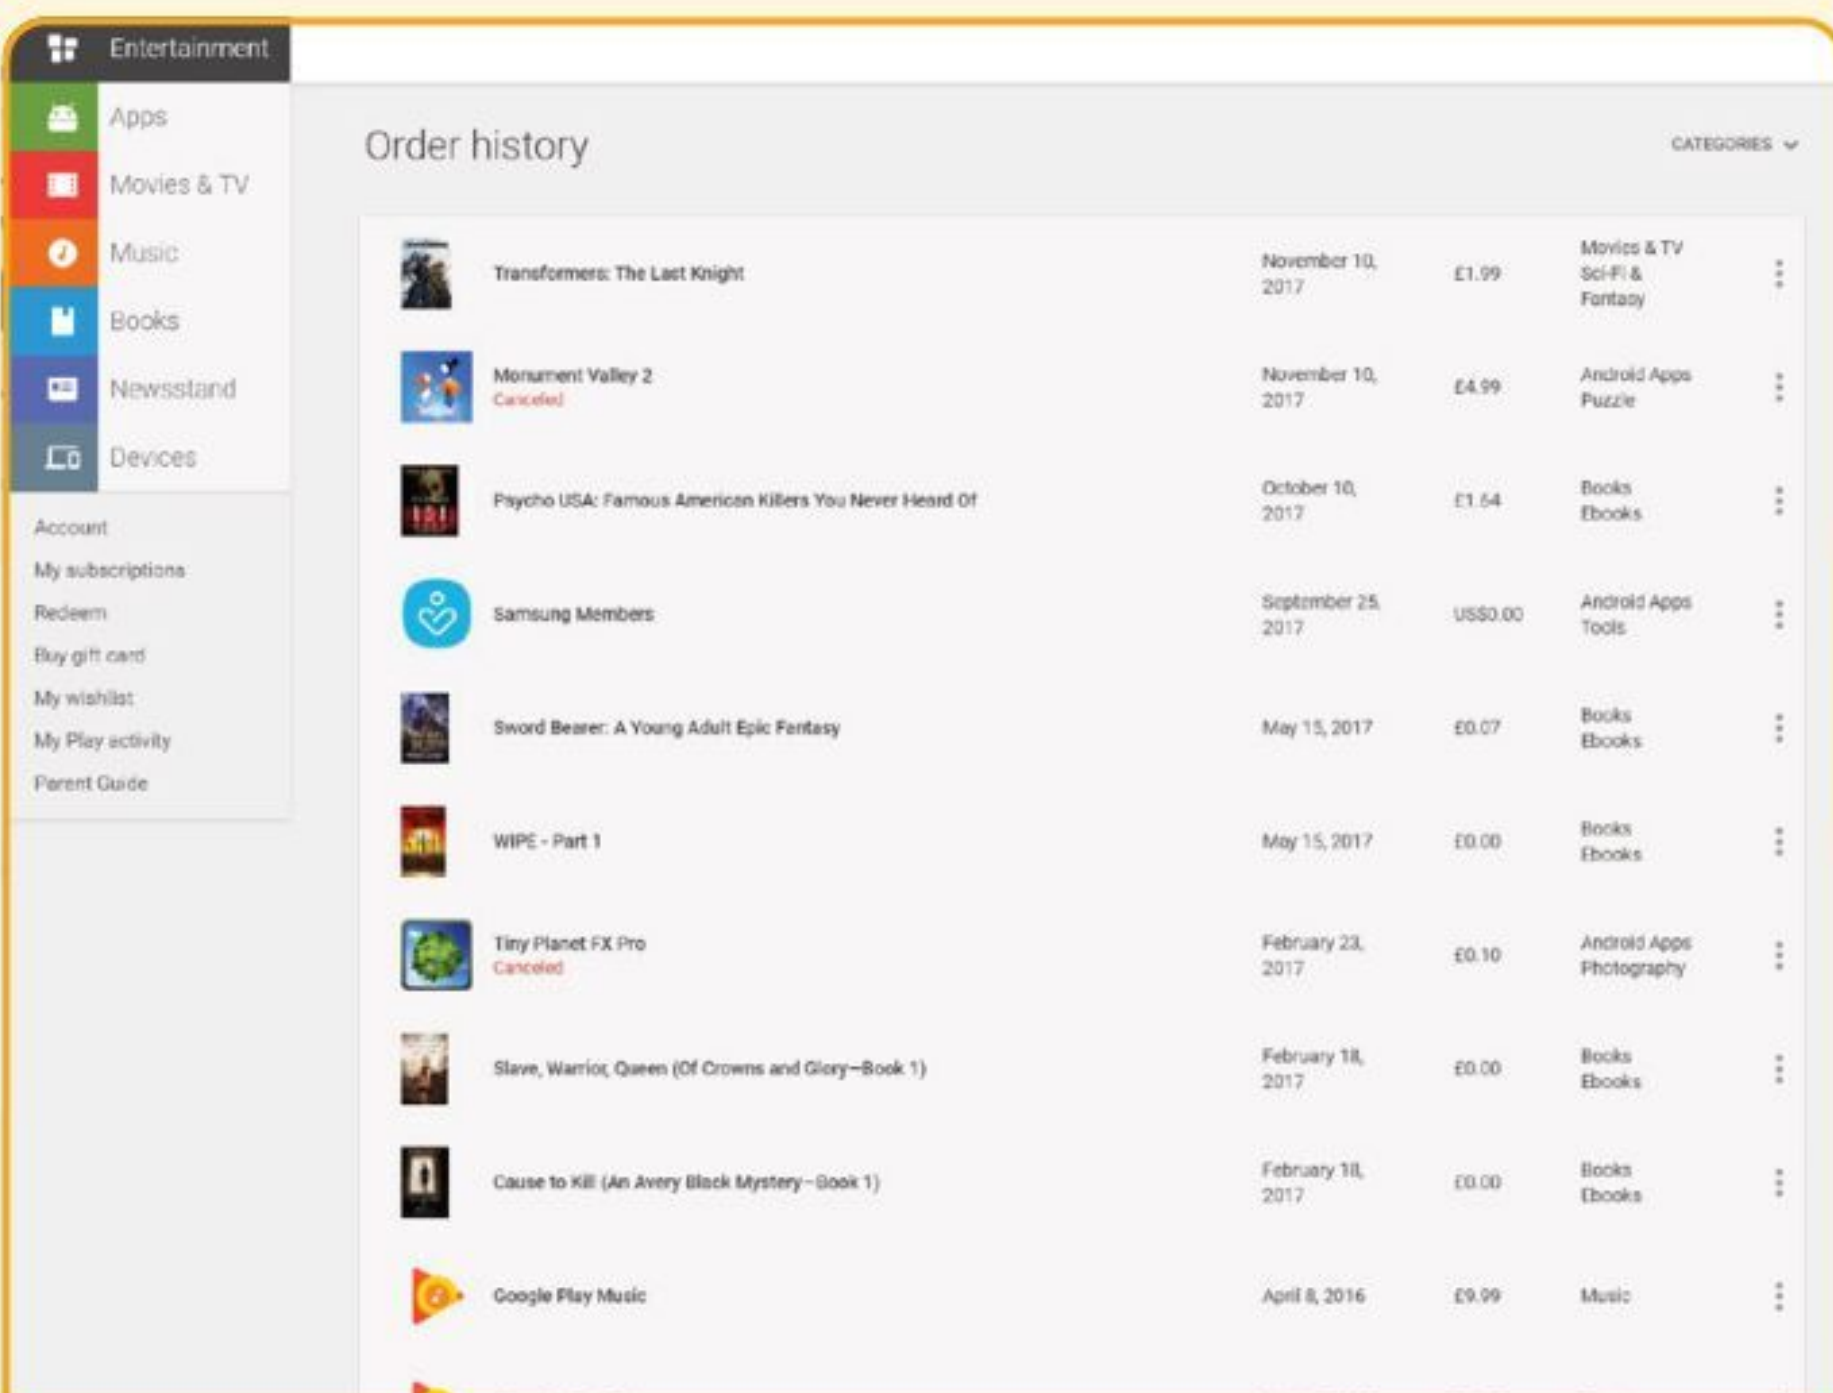 Entertainment
Apps
Movies & TV
Music
Books
Newsstand
Devices
Account
My subscriptions
Redeem
Buy gift card
My wishlist
My Play activity
Parent Guide
Order history
CATEGORIES
Transformers: The Last Knight
November 10,
2017
£1.99
Movies & TV
Sci-Fi &
Fantasy
Monument Valley 2
Canceled
November 10,
2017
£4.99
Android Apps
Puzzle
Psycho USA: Famous American Killers You Never Heard Of
October 10,
2017
£1.64
Books
Ebooks
Samsung Members
September 25,
2017
US$0.00
Android Apps
Tools
Sword Bearer: A Young Adult Epic Fantasy
May 15, 2017
£0.07
Books
Ebooks
WIPE - Part 1
May 15, 2017
£0.00
Books
Ebooks
Tiny Planet FX Pro
Canceled
February 23,
2017
£0.10
Android Apps
Photography
Slave, Warrior, Queen (Of Crowns and Glory—Book 1)
February 18,
2017
£0.00
Books
Ebooks
Cause to Kill (An Avery Black Mystery—Book 1)
February 18,
2017
£0.00
Books
Ebooks
Google Play Music
April 8, 2016
£9.99
Music